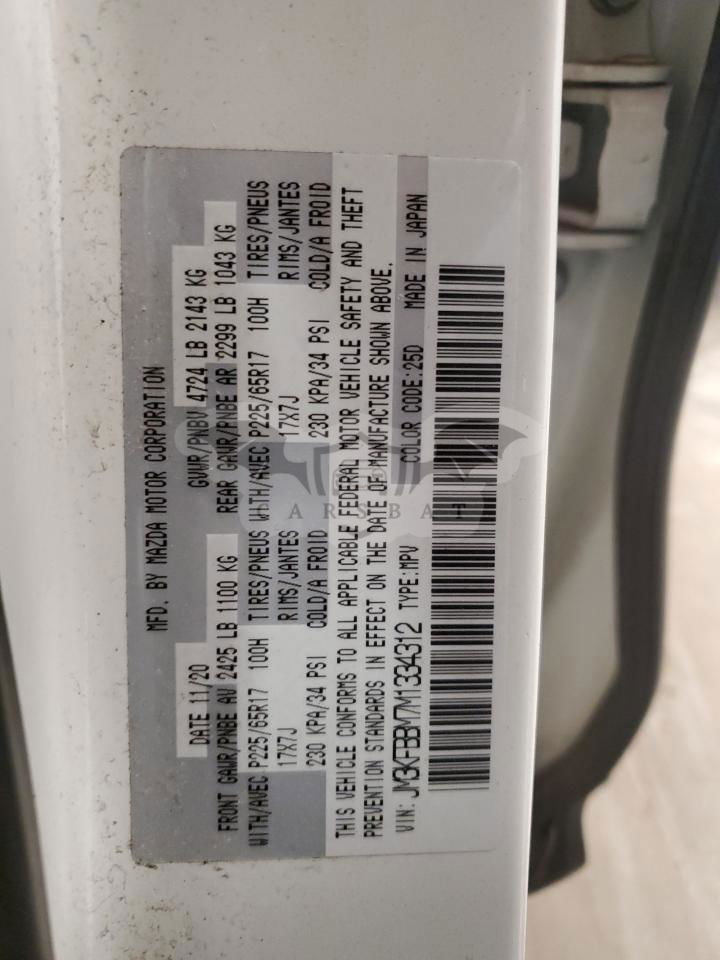 MFD. BY MAZDA MOTOR CORPORATION
DATE 11/20 GVWR/PNBV 4724 LB 2143 KG
FRONT GAWR/PNBE AV 2425 LB 1100 KG REAR GAWR/PNBE AR 2299 LB 1043 KG
WITH/AVEC P225/65R17 100H TIRES/PNEUS WITH/AVEC P225/65R17 100H TIRES/PNEUS
17X7J RIMS/JANTES 17X7J RIMS/JANTES
230 KPA/34 PSI COLD/A FROID 230 KPA/34 PSI COLD/A FROID
THIS VEHICLE CONFORMS TO ALL APPLICABLE FEDERAL MOTOR VEHICLE SAFETY AND THEFT
PREVENTION STANDARDS IN EFFECT ON THE DATE OF MANUFACTURE SHOWN ABOVE.
VIN: JM3KFBBM7M1334312 TYPE:MPV COLOR CODE:25D MADE IN JAPAN
CARSBAT